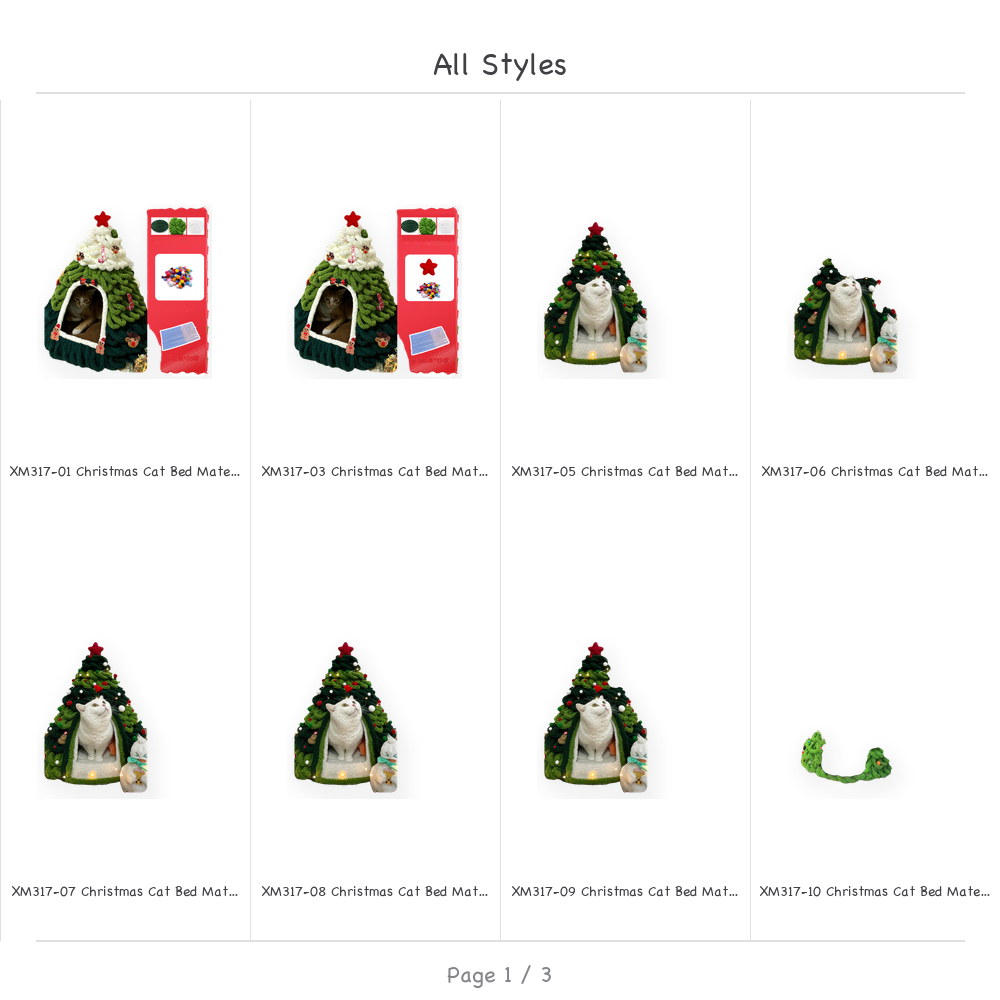 All Styles
XM317-01 Christmas Cat Bed Mate...
XM317-03 Christmas Cat Bed Mat...
XM317-05 Christmas Cat Bed Mat...
XM317-06 Christmas Cat Bed Mat...
XM317-07 Christmas Cat Bed Mat...
XM317-08 Christmas Cat Bed Mat...
XM317-09 Christmas Cat Bed Mat...
XM317-10 Christmas Cat Bed Mate...
Page 1 / 3